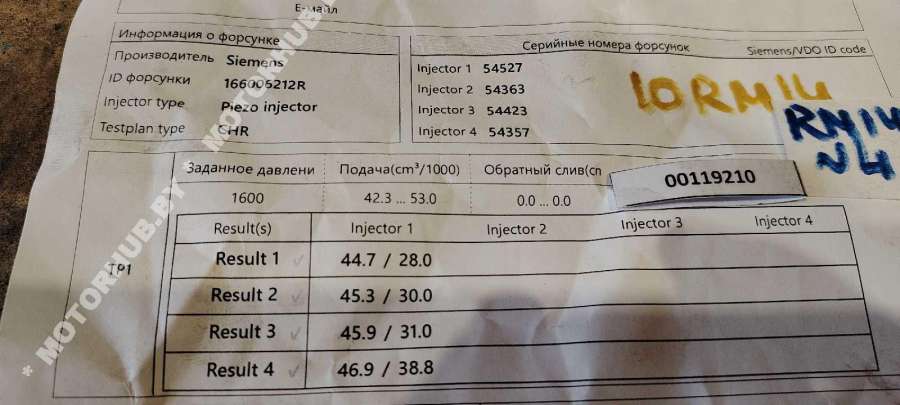 Е-майл
Информация о форсунке
Производитель Siemens
ID форсунки 166006212R
Injector type Piezo injector
Testplan type CHR
Серийные номера форсунок Siemens/VDO ID code
Injector 1 54527
Injector 2 54363
Injector 3 54423
Injector 4 54357
10RM14
RM14
N4
00119210
Заданное давлени Подача(cm³/1000) Обратный слив(сп
1600 42.3 ... 53.0 0.0 ... 0.0
TP1
Result(s) Injector 1 Injector 2 Injector 3 Injector 4
Result 1 44.7 / 28.0
Result 2 45.3 / 30.0
Result 3 45.9 / 31.0
Result 4 46.9 / 38.8
* MOTORHUB.BY * MOTORHUB